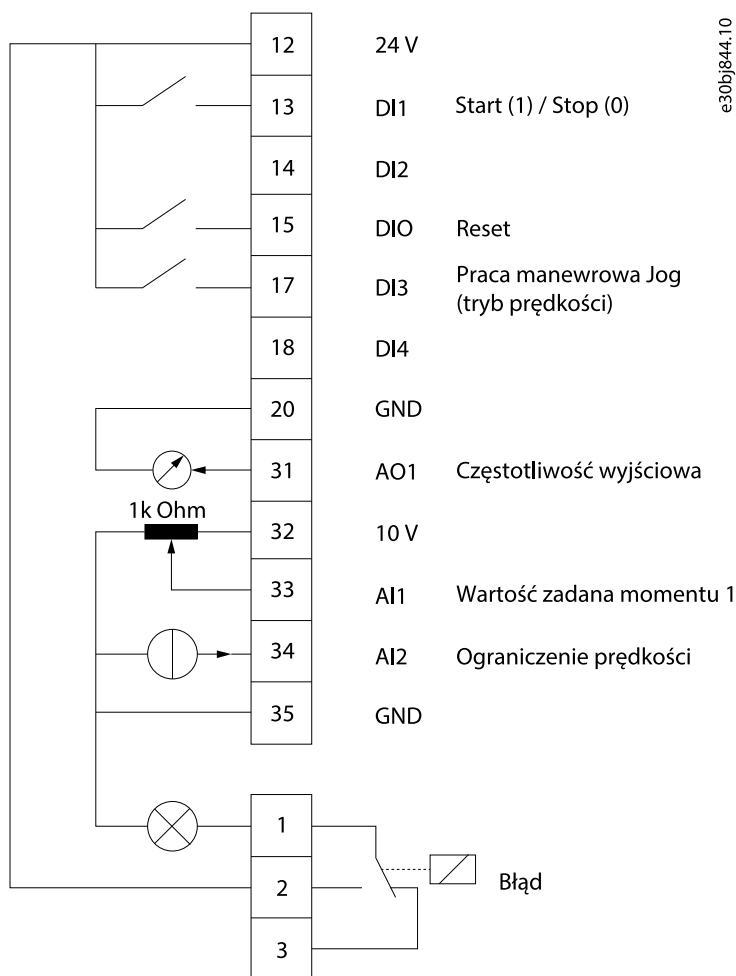 e30bj844.10
12 24 V
13 DI1 Start (1) / Stop (0)
14 DI2
15 DIO Reset
17 DI3 Praca manewrowa Jog
(tryb prędkości)
18 DI4
20 GND
31 AO1 Częstotliwość wyjściowa
1k Ohm
32 10 V
33 AI1 Wartość zadana momentu 1
34 AI2 Ograniczenie prędkości
35 GND
1
2 Błąd
3